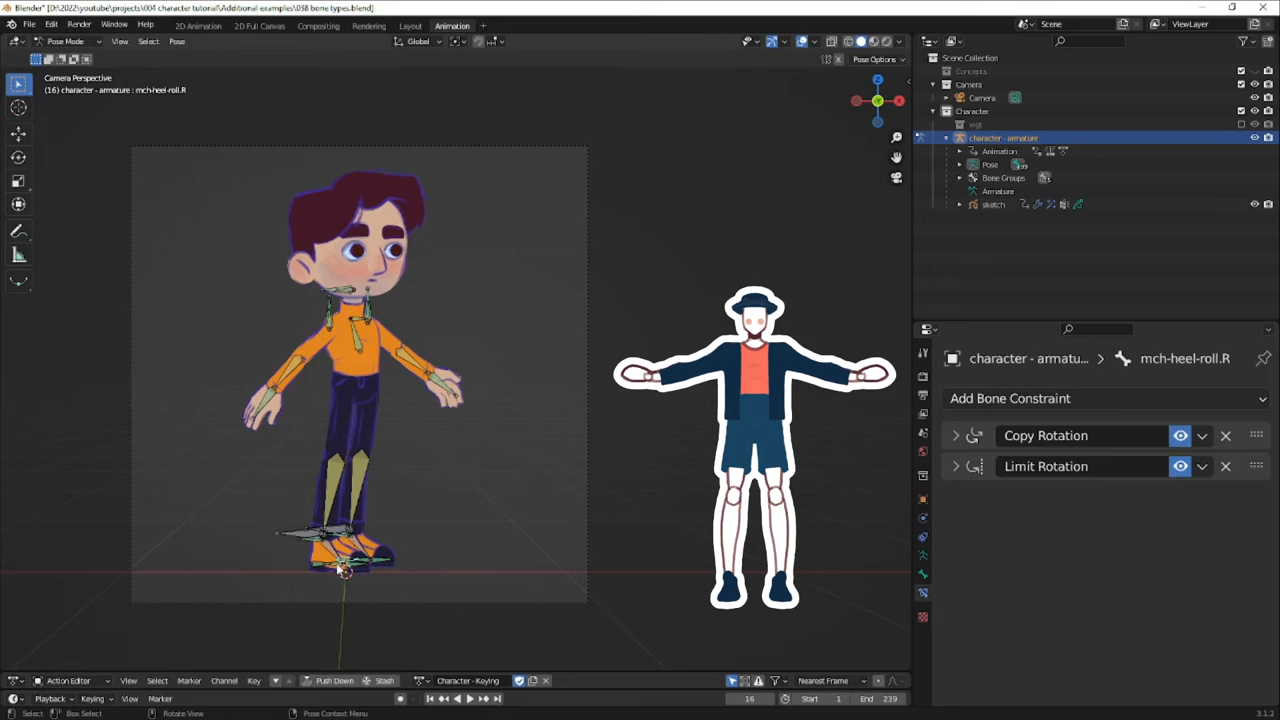 Blender* [D:\2022\youtube\projects\004 character tutorial\Additional examples\038 bone types.blend]
File Edit Render Window Help 2D Animation 2D Full Canvas Compositing Rendering Layout Animation Scene ViewLayer
Pose Mode View Select Pose Global
Pose Options
Camera Perspective
(16) character - armature : mch-heel-roll.R
Z
Y
X
Scene Collection
Concepts
Camera
Camera
Character
wgt
character - armature
Animation
Pose
Bone Groups
Armature
sketch
character - armatu... mch-heel-roll.R
Add Bone Constraint
Copy Rotation
Limit Rotation
Action Editor View Select Marker Channel Key Push Down Stash Character - Keying Nearest Frame
Playback Keying View Marker 16 Start 1 End 239
Select Box Select Rotate View Pose Context Menu 3.1.2